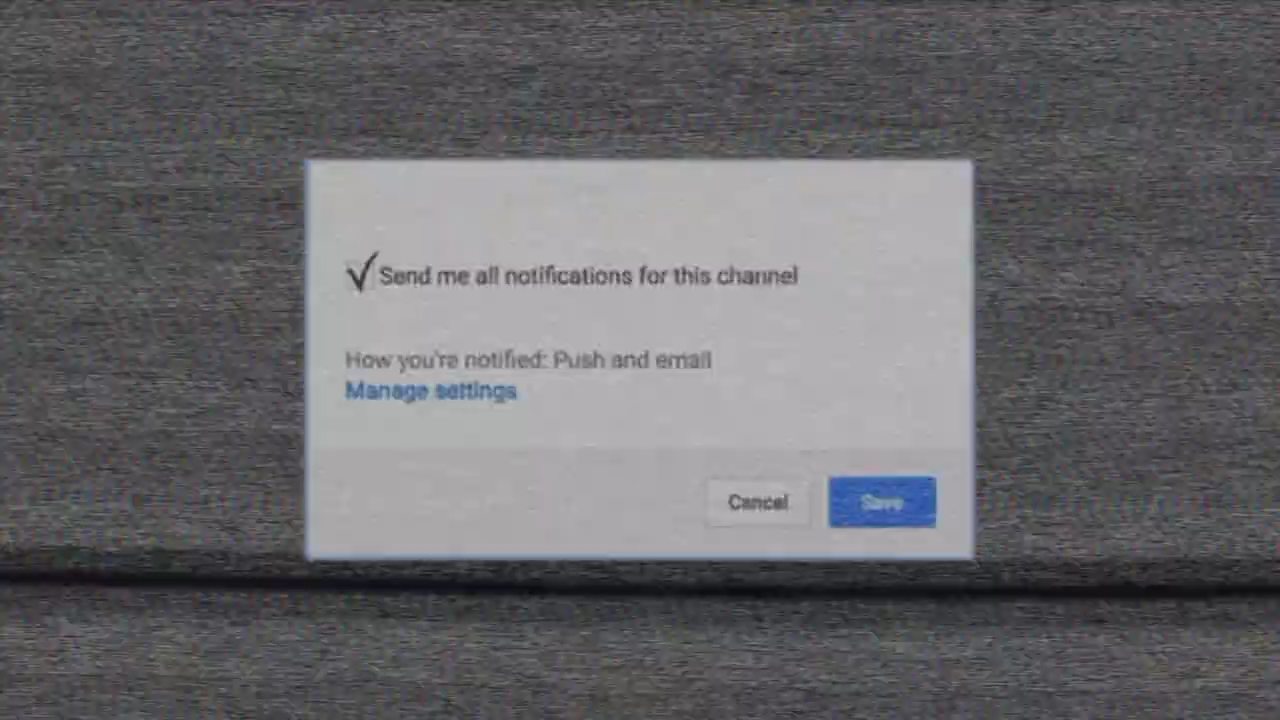 Send me all notifications for this channel
How you're notified: Push and email
Manage settings
Cancel
Save